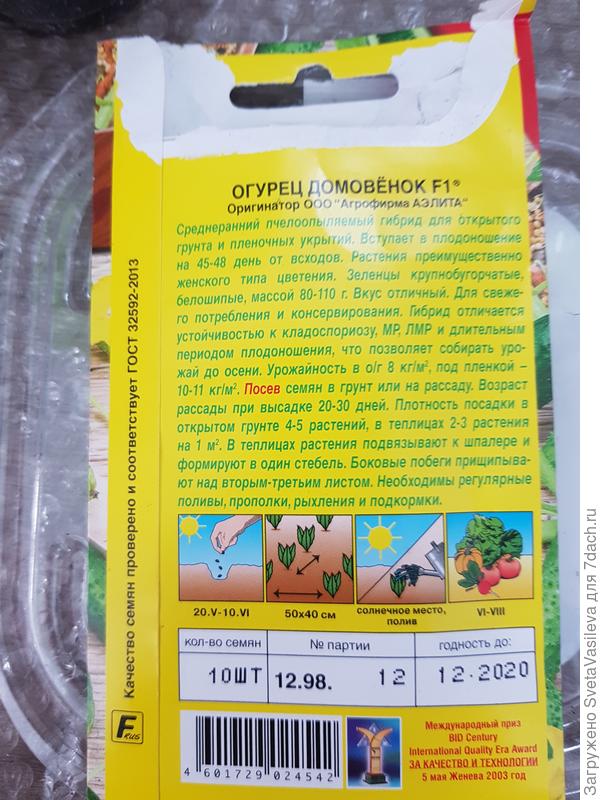 ОГУРЕЦ ДОМОВЁНОК F1®
Оригинатор ООО "Агрофирма АЭЛИТА"
Среднеранний пчелоопыляемый гибрид для открытого
грунта и пленочных укрытий. Вступает в плодоношение
на 45-48 день от всходов. Растения преимущественно
женского типа цветения. Зеленцы крупнобугорчатые,
белошипые, массой 80-110 г. Вкус отличный. Для свеже-
го потребления и консервирования. Гибрид отличается
устойчивостью к кладоспориозу, МР, ЛМР и длительным
периодом плодоношения, что позволяет собирать уро-
жай до осени. Урожайность в о/г 8 кг/м², под пленкой –
10-11 кг/м². Посев семян в грунт или на рассаду. Возраст
рассады при высадке 20-30 дней. Плотность посадки в
открытом грунте 4-5 растений, в теплицах 2-3 растения
на 1 м². В теплицах растения подвязывают к шпалере и
формируют в один стебель. Боковые побеги прищипыва-
ют над вторым-третьим листом. Необходимы регулярные
поливы, прополки, рыхления и подкормки.
20.V-10.VI
50х40 см
солнечное место,
полив
VI-VIII
кол-во семян
№ партии
годность до:
10ШТ
12.98. 12
12.2020
4 601729 024542
Международный приз
BID Century
International Quality Era Award
ЗА КАЧЕСТВО И ТЕХНОЛОГИИ
5 мая Женева 2003 год
Качество семян проверено и соответствует ГОСТ 32592-2013
F RUS
Загружено SvetaVasileva для 7dach.ru